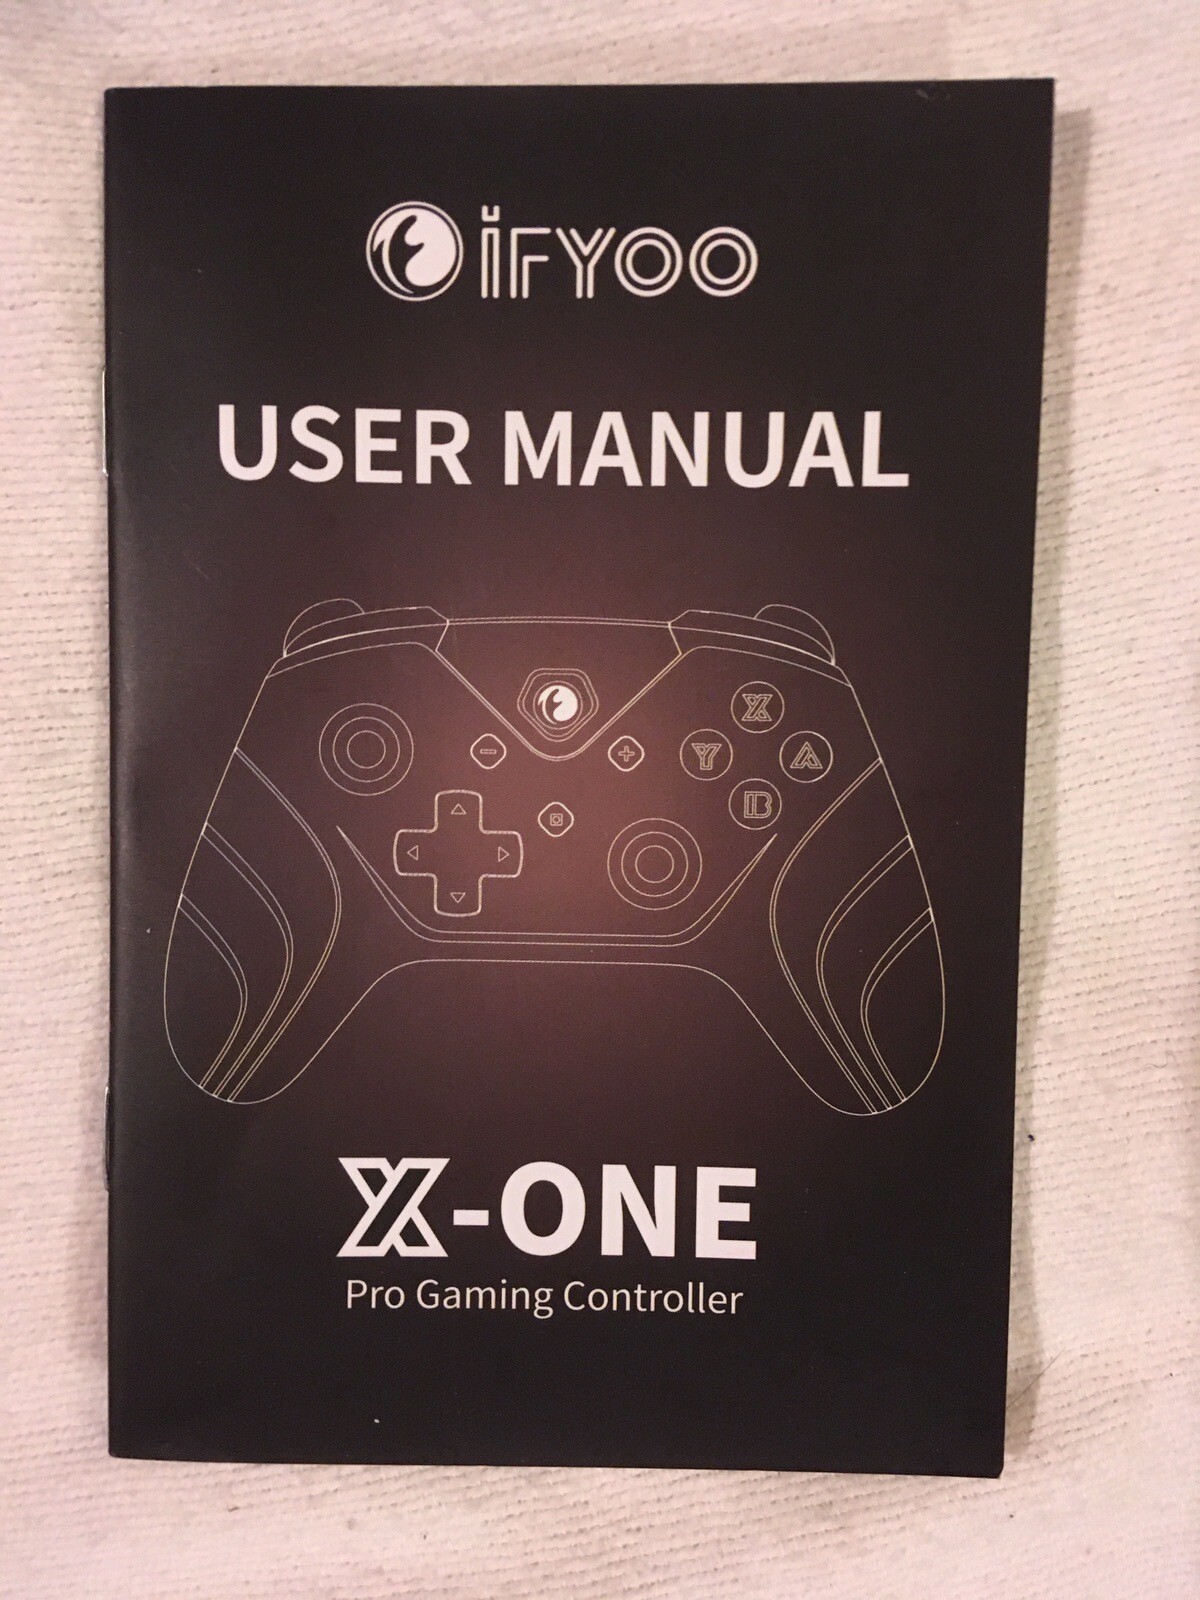 iFYOO
USER MANUAL
X
Y A
B
X-ONE
Pro Gaming Controller